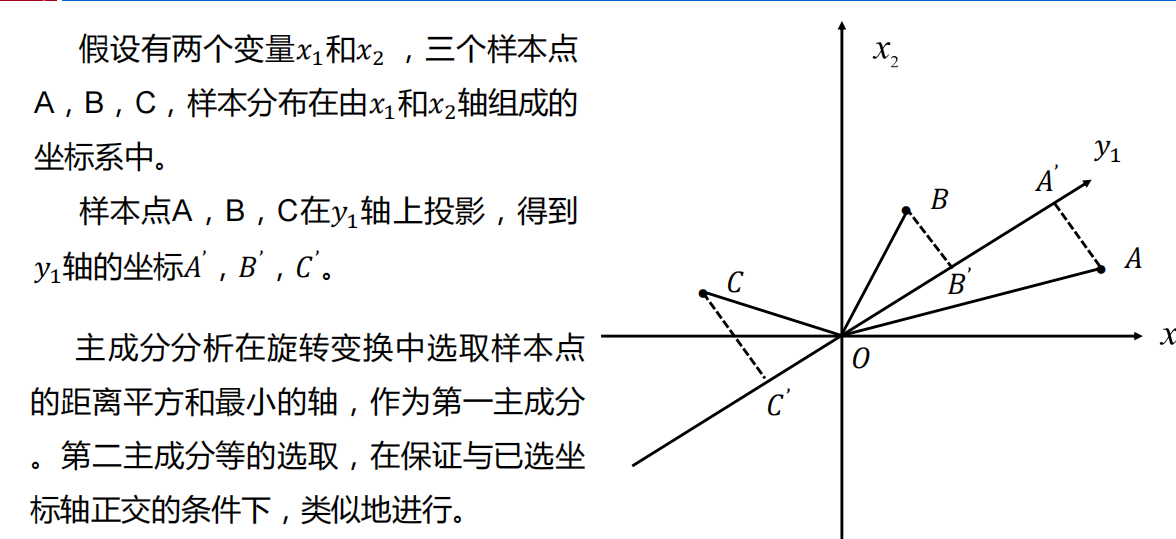 假设有两个变量x₁和x₂ ，三个样本点
A，B，C，样本分布在由x₁和x₂轴组成的
坐标系中。
样本点A，B，C在y₁轴上投影，得到
y₁轴的坐标A’，B’，C’。
主成分分析在旋转变换中选取样本点
的距离平方和最小的轴，作为第一主成分
。第二主成分等的选取，在保证与已选坐
标轴正交的条件下，类似地进行。
x₂
y₁
A’
B
A
B’
C
x
O
C’